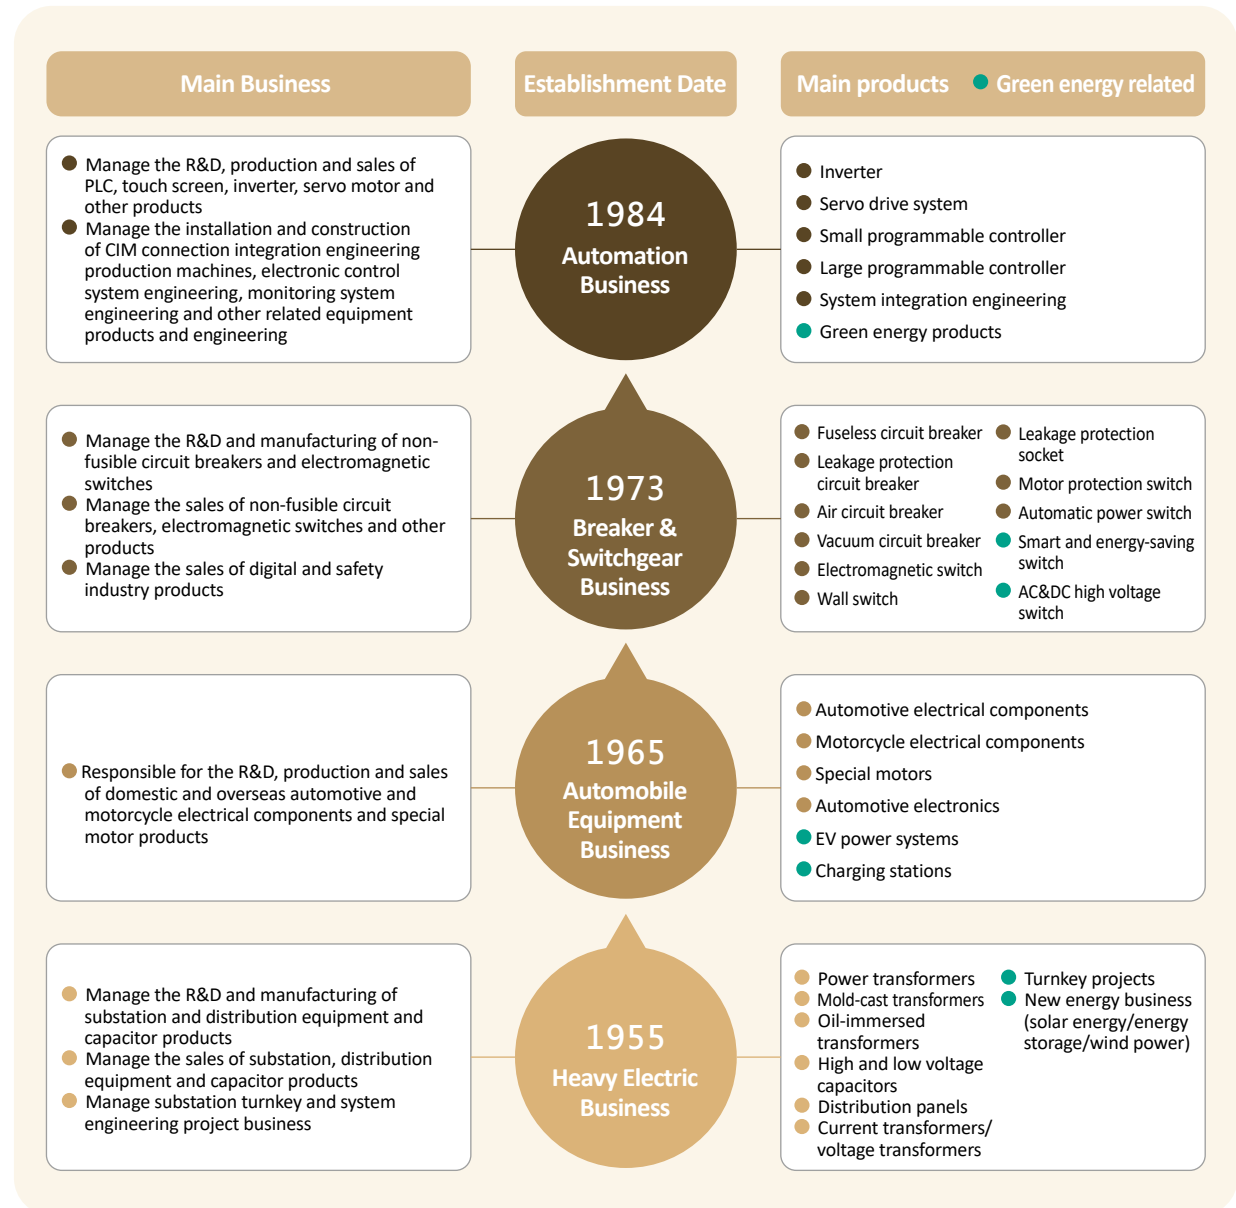 Main Business
Establishment Date
Main products
Green energy related
Manage the R&D, production and sales of
PLC, touch screen, inverter, servo motor and
other products
Manage the installation and construction
of CIM connection integration engineering
production machines, electronic control
system engineering, monitoring system
engineering and other related equipment
products and engineering
1984
Automation
Business
Inverter
Servo drive system
Small programmable controller
Large programmable controller
System integration engineering
Green energy products
Manage the R&D and manufacturing of non-
fusible circuit breakers and electromagnetic
switches
Manage the sales of non-fusible circuit
breakers, electromagnetic switches and other
products
Manage the sales of digital and safety
industry products
1973
Breaker &
Switchgear
Business
Fuseless circuit breaker
Leakage protection
circuit breaker
Air circuit breaker
Vacuum circuit breaker
Electromagnetic switch
Wall switch
Leakage protection
socket
Motor protection switch
Automatic power switch
Smart and energy-saving
switch
AC&DC high voltage
switch
Responsible for the R&D, production and sales
of domestic and overseas automotive and
motorcycle electrical components and special
motor products
1965
Automobile
Equipment
Business
Automotive electrical components
Motorcycle electrical components
Special motors
Automotive electronics
EV power systems
Charging stations
Manage the R&D and manufacturing of
substation and distribution equipment and
capacitor products
Manage the sales of substation, distribution
equipment and capacitor products
Manage substation turnkey and system
engineering project business
1955
Heavy Electric
Business
Power transformers
Mold-cast transformers
Oil-immersed
transformers
High and low voltage
capacitors
Distribution panels
Current transformers/
voltage transformers
Turnkey projects
New energy business
(solar energy/energy
storage/wind power)